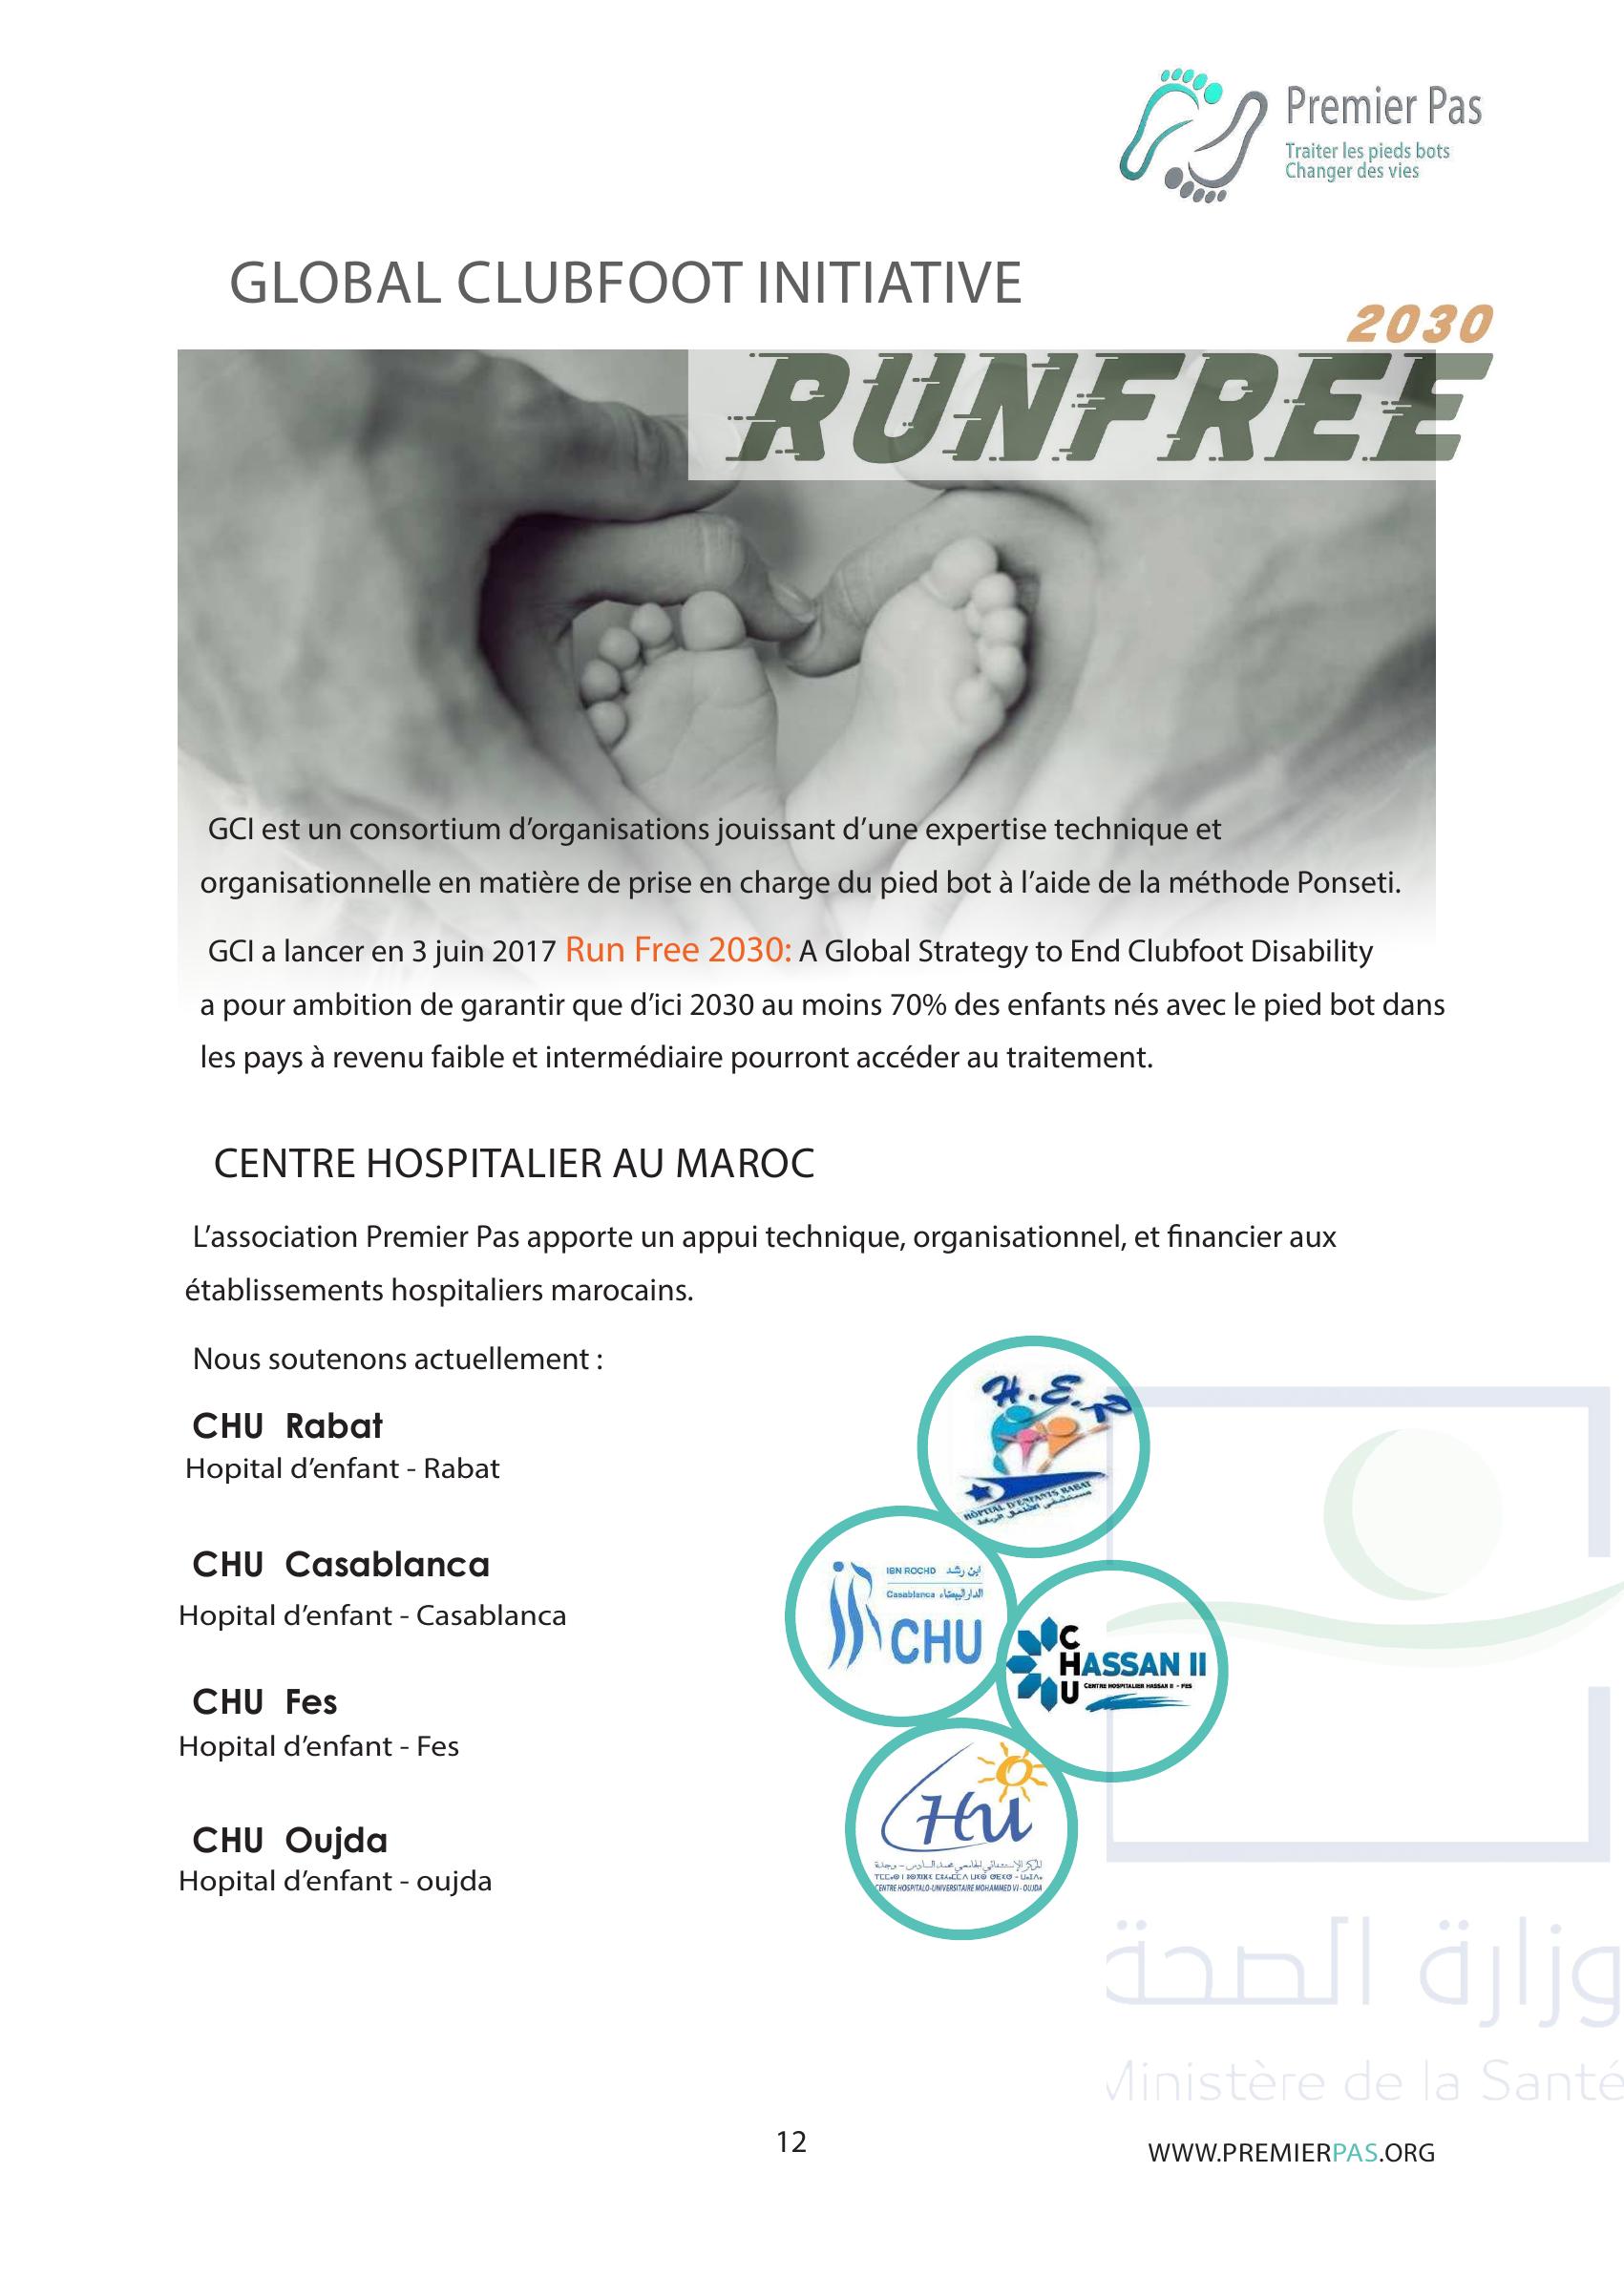 Premier Pas
Traiter les pieds bots
Changer des vies
GLOBAL CLUBFOOT INITIATIVE
2030
RUNFREE
GCI est un consortium d’organisations jouissant d’une expertise technique et
organisationnelle en matière de prise en charge du pied bot à l’aide de la méthode Ponseti.
GCI a lancer en 3 juin 2017 Run Free 2030: A Global Strategy to End Clubfoot Disability
a pour ambition de garantir que d’ici 2030 au moins 70% des enfants nés avec le pied bot dans
les pays à revenu faible et intermédiaire pourront accéder au traitement.
CENTRE HOSPITALIER AU MAROC
L’association Premier Pas apporte un appui technique, organisationnel, et financier aux
établissements hospitaliers marocains.
Nous soutenons actuellement :
CHU Rabat
Hopital d’enfant - Rabat
CHU Casablanca
Hopital d’enfant - Casablanca
CHU Fes
Hopital d’enfant - Fes
CHU Oujda
Hopital d’enfant - oujda
H.E.R
HÔPITAL D'ENFANTS RABAT
مستشفى الأطفال الرباط
IBN ROCHD ابن رشد
Casablanca الدار البيضاء
CHU
CHU
HASSAN II
CENTRE HOSPITALIER HASSAN II - FES
CHU
CENTRE HOSPITALO-UNIVERSITAIRE MOHAMMED VI - OUJDA
وزارة الصحة
Ministère de la Santé
12
WWW.PREMIERPAS.ORG